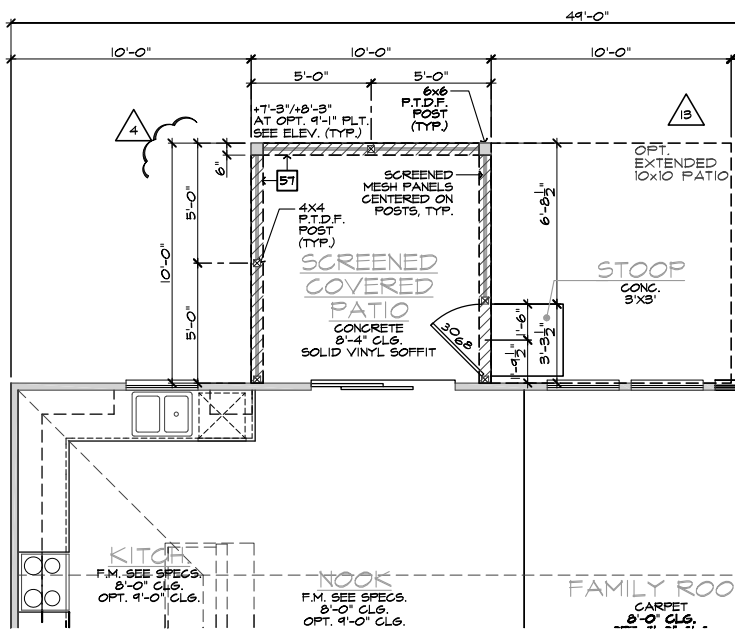 49'-0"
10'-0"
10'-0"
10'-0"
5'-0"
5'-0"
6x6
P.T.D.F.
POST
(TYP.)
+7'-3"/+8'-3"
AT OPT. 9'-1" PLT.
SEE ELEV. (TYP.)
4
13
OPT.
EXTENDED
10x10 PATIO
6"
57
SCREENED
MESH PANELS
CENTERED ON
POSTS, TYP.
5'-0"
10'-0"
5'-0"
6'-8½"
4X4
P.T.D.F.
POST
(TYP.)
SCREENED
COVERED
PATIO
CONCRETE
8'-4" CLG.
SOLID VINYL SOFFIT
STOOP
CONC.
3'X3'
3068
1'-6"
3'-3½"
1'-9½"
KITCH
F.M. SEE SPECS.
8'-0" CLG.
OPT. 9'-0" CLG.
NOOK
F.M. SEE SPECS.
8'-0" CLG.
OPT. 9'-0" CLG.
FAMILY ROO
CARPET
8'-0" CLG.